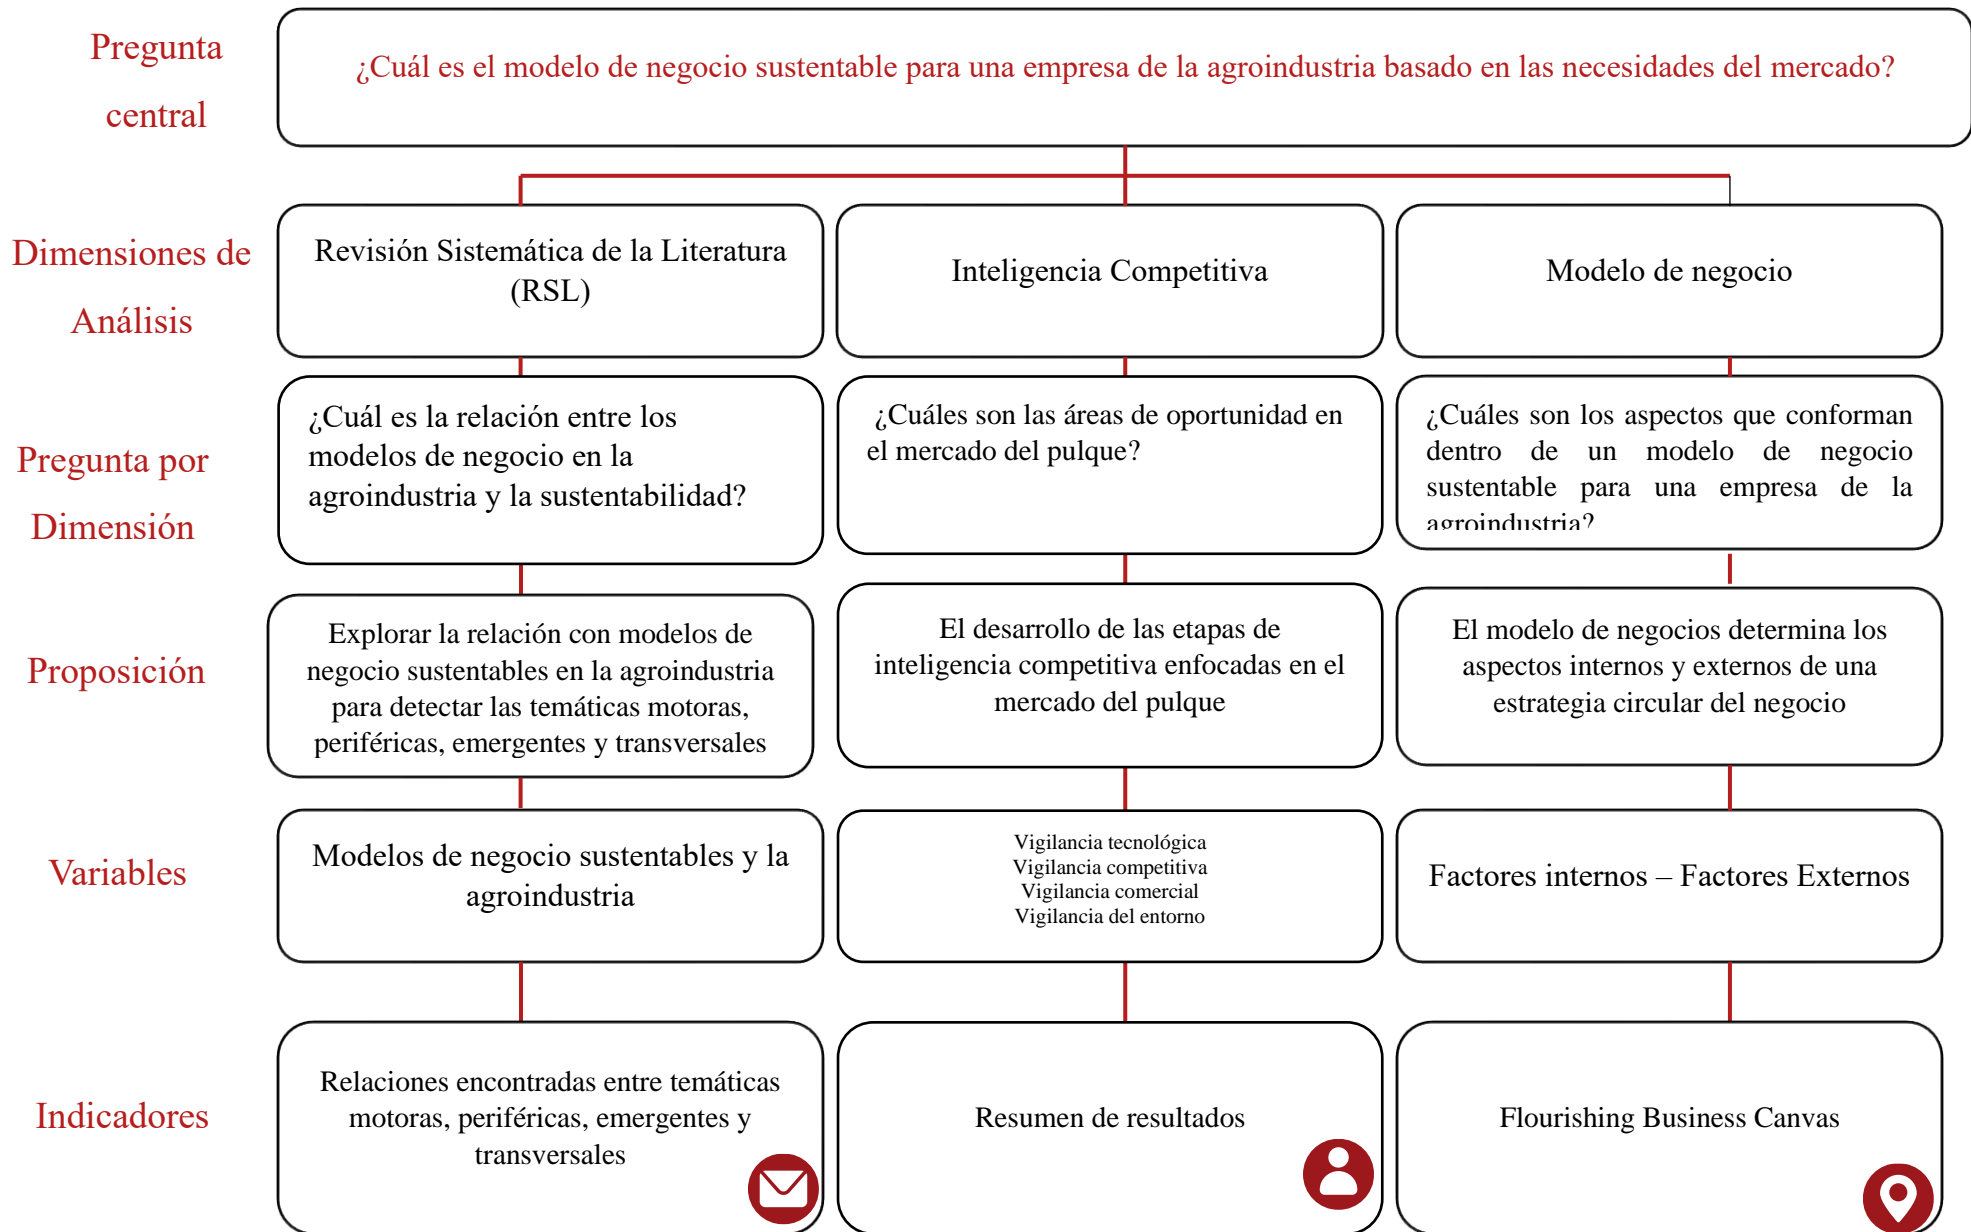 Pregunta
central
¿Cuál es el modelo de negocio sustentable para una empresa de la agroindustria basado en las necesidades del mercado?
Dimensiones de
Análisis
Revisión Sistemática de la Literatura
(RSL)
Inteligencia Competitiva
Modelo de negocio
Pregunta por
Dimensión
¿Cuál es la relación entre los
modelos de negocio en la
agroindustria y la sustentabilidad?
¿Cuáles son las áreas de oportunidad en
el mercado del pulque?
¿Cuáles son los aspectos que conforman
dentro de un modelo de negocio
sustentable para una empresa de la
agroindustria?
Proposición
Explorar la relación con modelos de
negocio sustentables en la agroindustria
para detectar las temáticas motoras,
periféricas, emergentes y transversales
El desarrollo de las etapas de
inteligencia competitiva enfocadas en el
mercado del pulque
El modelo de negocios determina los
aspectos internos y externos de una
estrategia circular del negocio
Variables
Modelos de negocio sustentables y la
agroindustria
Vigilancia tecnológica
Vigilancia competitiva
Vigilancia comercial
Vigilancia del entorno
Factores internos – Factores Externos
Indicadores
Relaciones encontradas entre temáticas
motoras, periféricas, emergentes y
transversales
Resumen de resultados
Flourishing Business Canvas